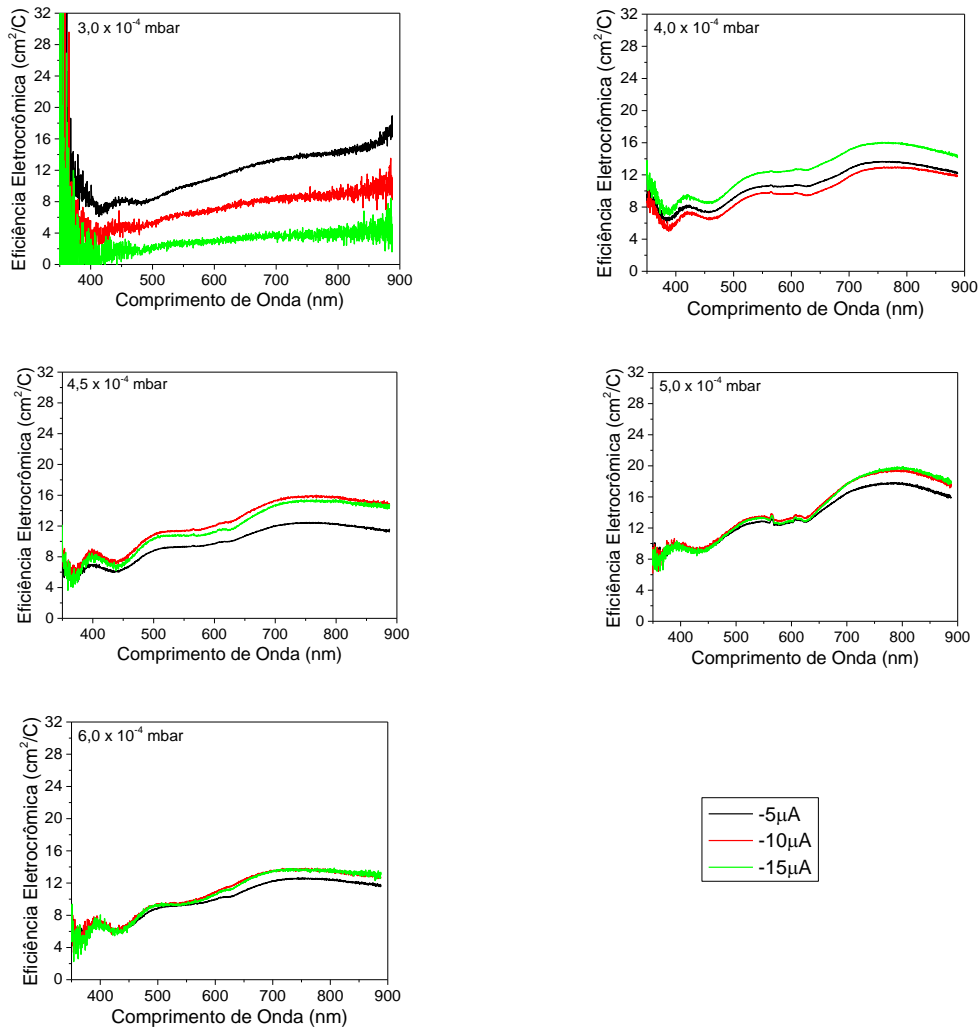 3,0 x 10⁻⁴ mbar
32
28
24
20
16
12
8
4
0
Eficiência Eletrocrômica (cm²/C)
400 500 600 700 800 900
Comprimento de Onda (nm)
4,0 x 10⁻⁴ mbar
32
28
24
20
16
12
8
4
0
Eficiência Eletrocrômica (cm²/C)
400 500 600 700 800 900
Comprimento de Onda (nm)
4,5 x 10⁻⁴ mbar
32
28
24
20
16
12
8
4
0
Eficiência Eletrocrômica (cm²/C)
400 500 600 700 800 900
Comprimento de Onda (nm)
5,0 x 10⁻⁴ mbar
32
28
24
20
16
12
8
4
0
Eficiência Eletrocrômica (cm²/C)
400 500 600 700 800 900
Comprimento de Onda (nm)
6,0 x 10⁻⁴ mbar
32
28
24
20
16
12
8
4
0
Eficiência Eletrocrômica (cm²/C)
400 500 600 700 800 900
Comprimento de Onda (nm)
-5µA
-10µA
-15µA